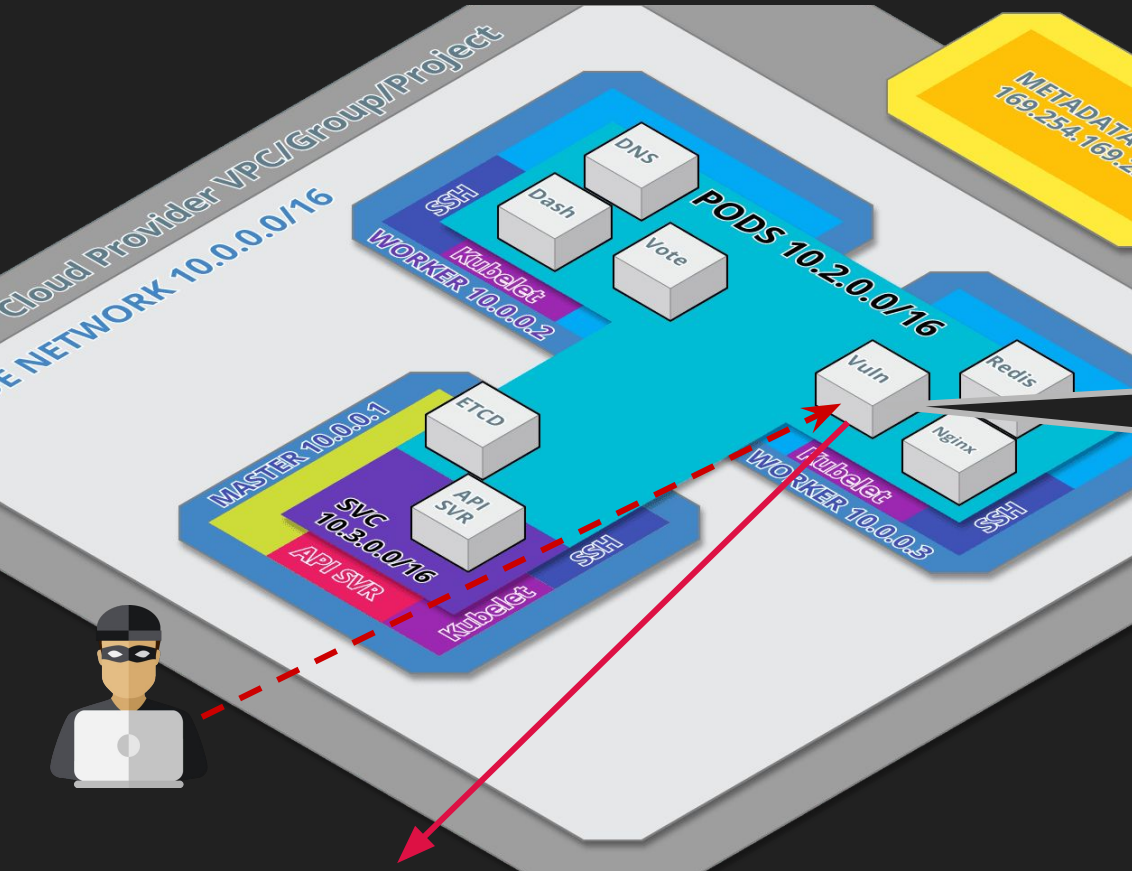 Cloud Provider VPC/Group/Project
E NETWORK 10.0.0.0/16
METADATA
169.254.169.2
DNS
Dash
Vote
SSH
Kubelet
WORKER 10.0.0.2
PODS 10.2.0.0/16
Vuln
Redis
Nginx
Kubelet
SSH
WORKER 10.0.0.3
ETCD
MASTER 10.0.0.1
API
SVR
SVC
10.3.0.0/16
API SVR
SSH
Kubelet